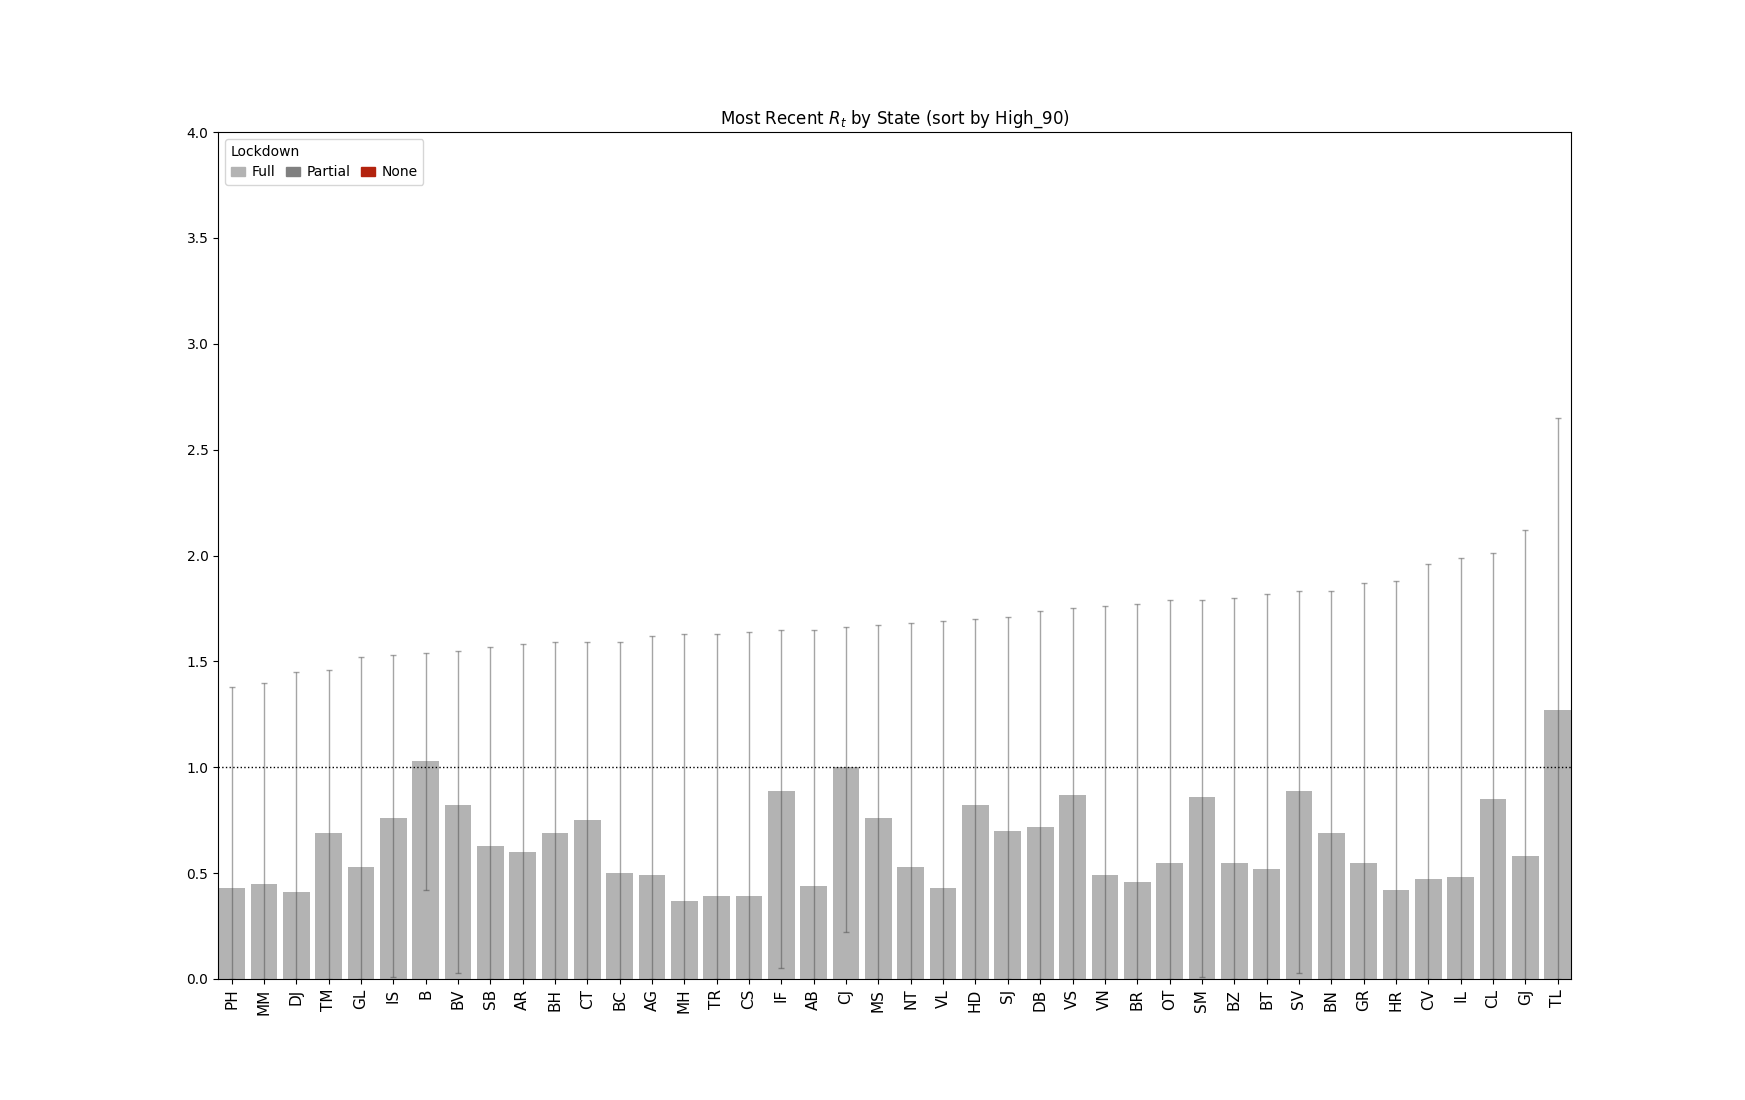 Most Recent R_t by State (sort by High_90)
Lockdown
Full Partial None
4.0
3.5
3.0
2.5
2.0
1.5
1.0
0.5
0.0
PH MM DJ TM GL IS B BV SB AR BH CT BC AG MH TR CS IF AB CJ MS NT VL HD SJ DB VS VN BR OT SM BZ BT SV BN GR HR CV IL CL GJ TL